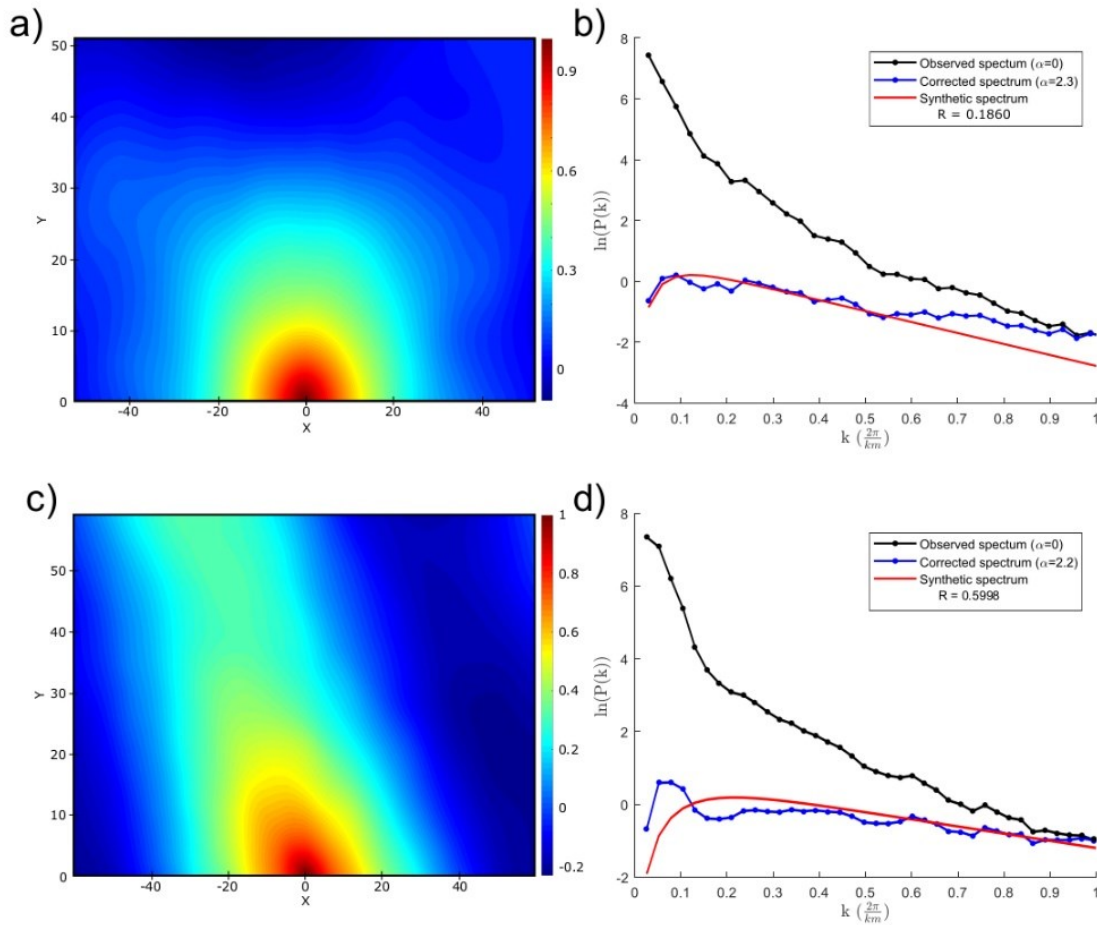 a)
50
40
30
20
10
0
Y
-40
-20
0
20
40
X
0.9
0.3
0
b)
8
6
4
2
0
-2
-4
ln(P(k))
Observed spectum (α=0)
Corrected spectrum (α=2.3)
Synthetic spectrum
R = 0.1860
0 0.1 0.2 0.3 0.4 0.5 0.6 0.7 0.8 0.9 1
k (2π/km)
c)
50
40
30
20
10
0
Y
-40
-20
0
20
40
X
1
0.8
0.6
0.4
0.2
0
-0.2
d)
8
6
4
2
0
-2
ln(P(k))
Observed spectum (α=0)
Corrected spectrum (α=2.2)
Synthetic spectrum
R = 0.5998
0 0.1 0.2 0.3 0.4 0.5 0.6 0.7 0.8 0.9 1
k (2π/km)